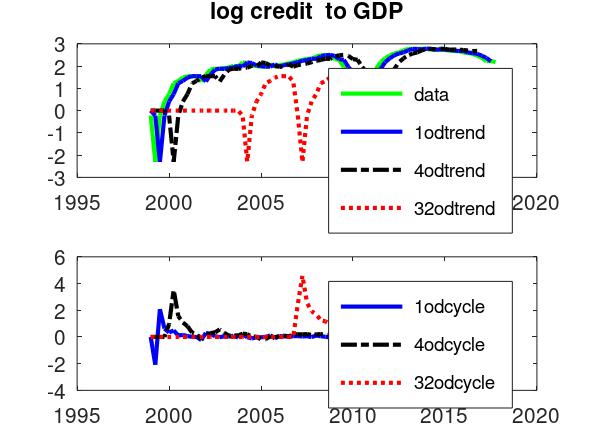 log credit to GDP
3
2
1
0
-1
-2
-3
1995 2000 2005 2020
data
1odtrend
4odtrend
32odtrend
6
4
2
0
-2
-4
1995 2000 2005 2010 2015 2020
1odcycle
4odcycle
32odcycle